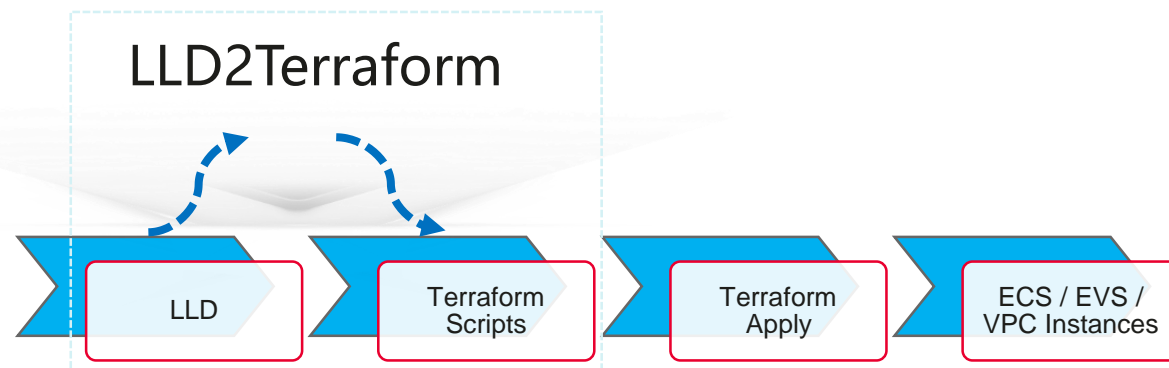 LLD2Terraform
LLD
Terraform
Scripts
Terraform
Apply
ECS / EVS /
VPC Instances